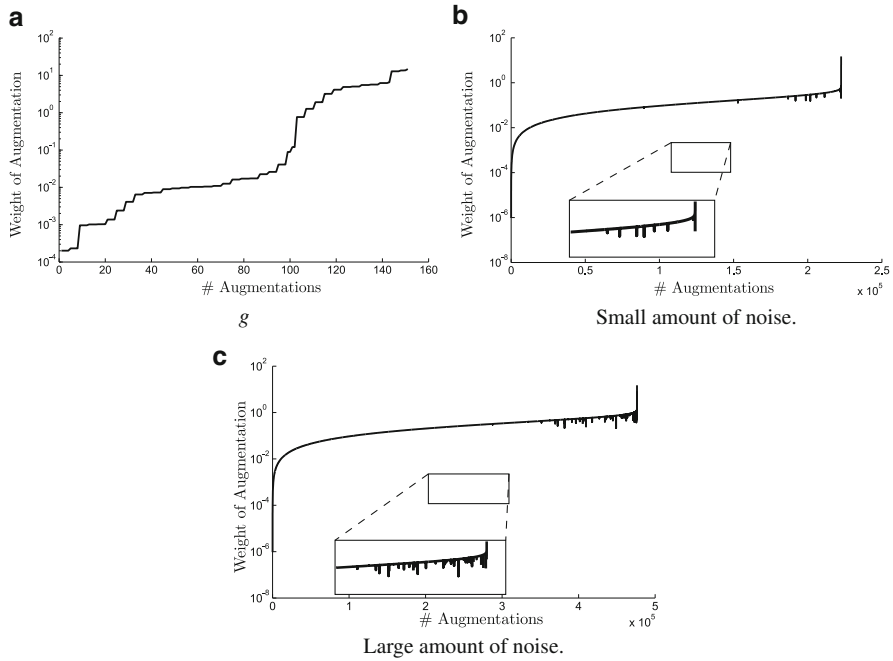 a
b
10^2
10^1
10^0
10^-1
10^-2
10^-3
10^-4
Weight of Augmentation
0 20 40 60 80 100 120 140 160
# Augmentations
g
10^2
10^0
10^-2
10^-4
10^-6
10^-8
Weight of Augmentation
0 0.5 1 1.5 2 2.5
# Augmentations
x 10^5
Small amount of noise.
c
10^2
10^0
10^-2
10^-4
10^-6
10^-8
Weight of Augmentation
0 1 2 3 4 5
# Augmentations
x 10^5
Large amount of noise.